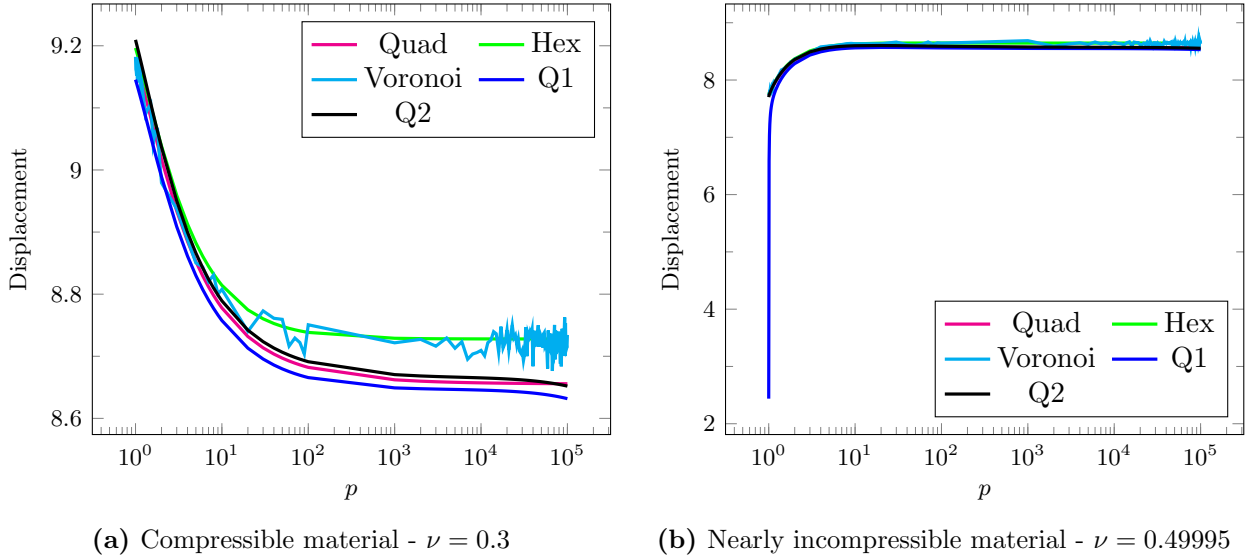 9.2
9
8.8
8.6
Displacement
10^0 10^1 10^2 10^3 10^4 10^5
p
Quad Hex
Voronoi Q1
Q2
(a) Compressible material - ν = 0.3
8
6
4
2
Displacement
10^0 10^1 10^2 10^3 10^4 10^5
p
Quad Hex
Voronoi Q1
Q2
(b) Nearly incompressible material - ν = 0.49995